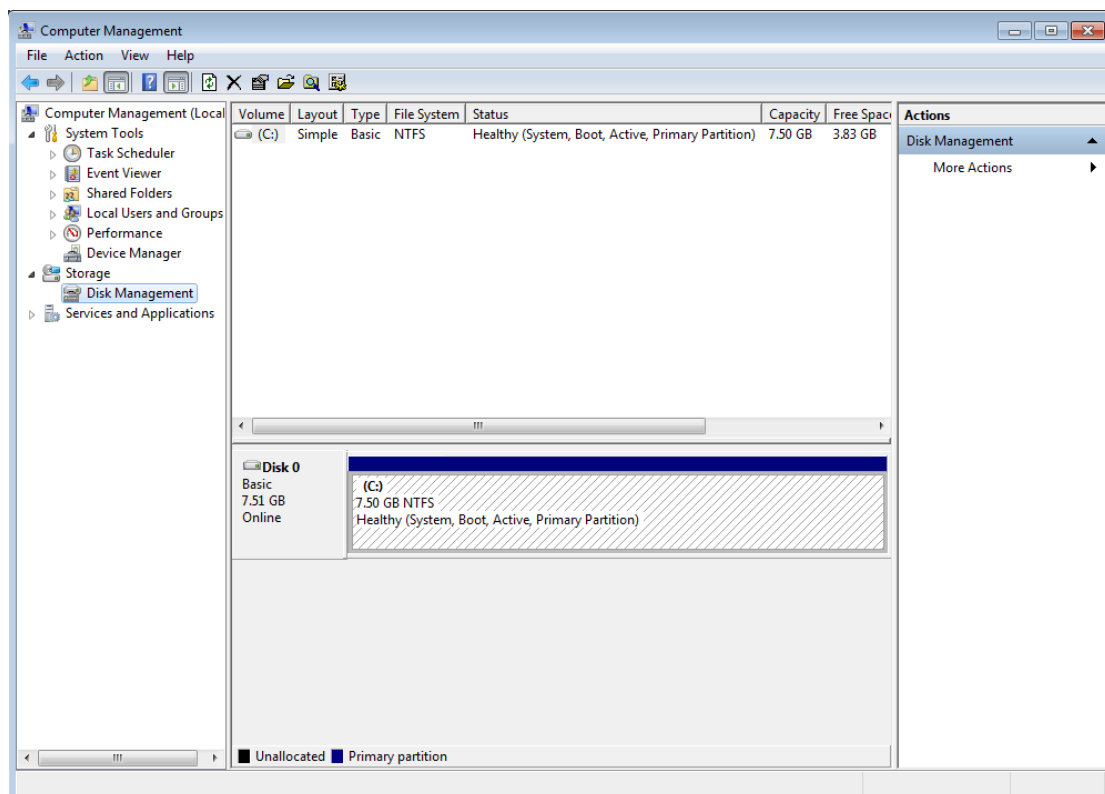 Computer Management
File Action View Help
Computer Management (Local
System Tools
Task Scheduler
Event Viewer
Shared Folders
Local Users and Groups
Performance
Device Manager
Storage
Disk Management
Services and Applications
Volume Layout Type File System Status Capacity Free Spac
(C:) Simple Basic NTFS Healthy (System, Boot, Active, Primary Partition) 7.50 GB 3.83 GB
Disk 0
Basic
7.51 GB
Online
(C:)
7.50 GB NTFS
Healthy (System, Boot, Active, Primary Partition)
Unallocated Primary partition
Actions
Disk Management
More Actions